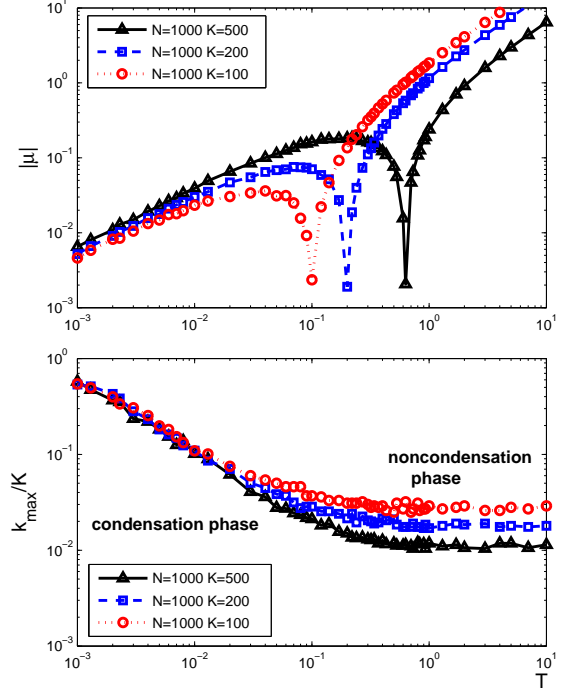 10^1
10^0
10^−1
10^−2
10^−3
|μ|
N=1000 K=500
N=1000 K=200
N=1000 K=100
10^−3
10^−2
10^−1
10^0
10^1
10^0
10^−1
10^−2
10^−3
k_max/K
noncondensation
phase
condensation phase
N=1000 K=500
N=1000 K=200
N=1000 K=100
10^−3
10^−2
10^−1
10^0
10^1
T